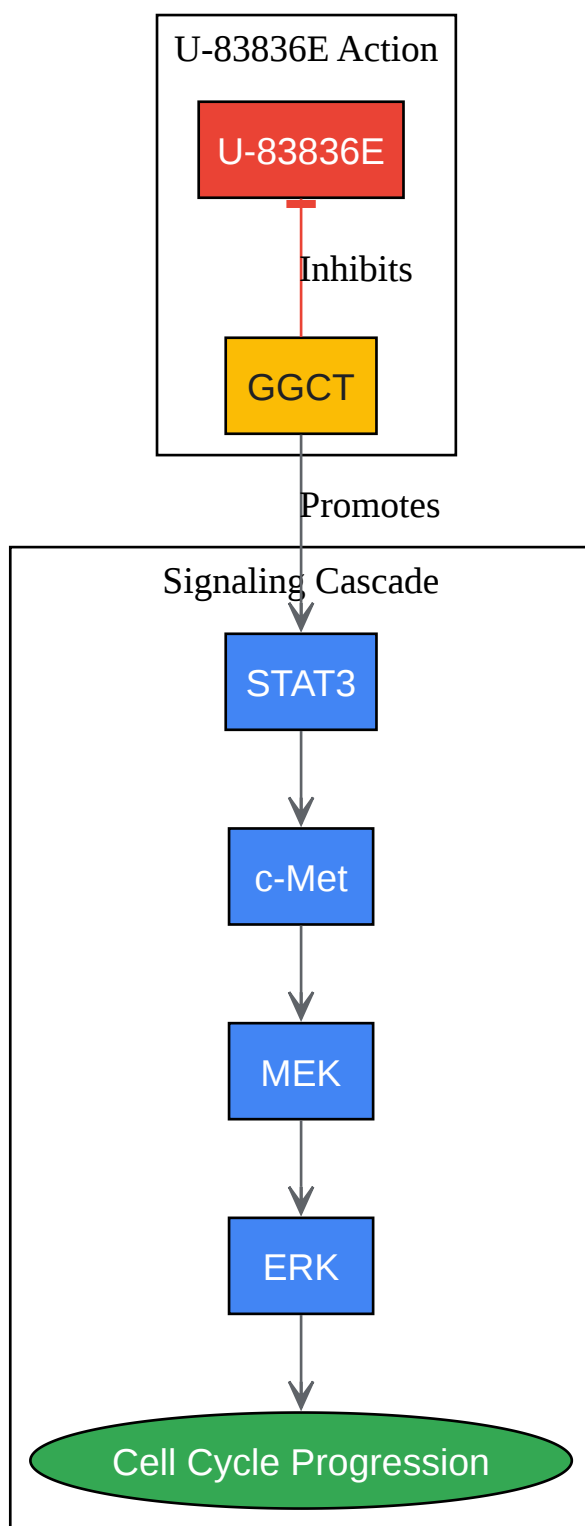 U-83836E Action
U-83836E
Inhibits
GGCT
Promotes
Signaling Cascade
STAT3
c-Met
MEK
ERK
Cell Cycle Progression